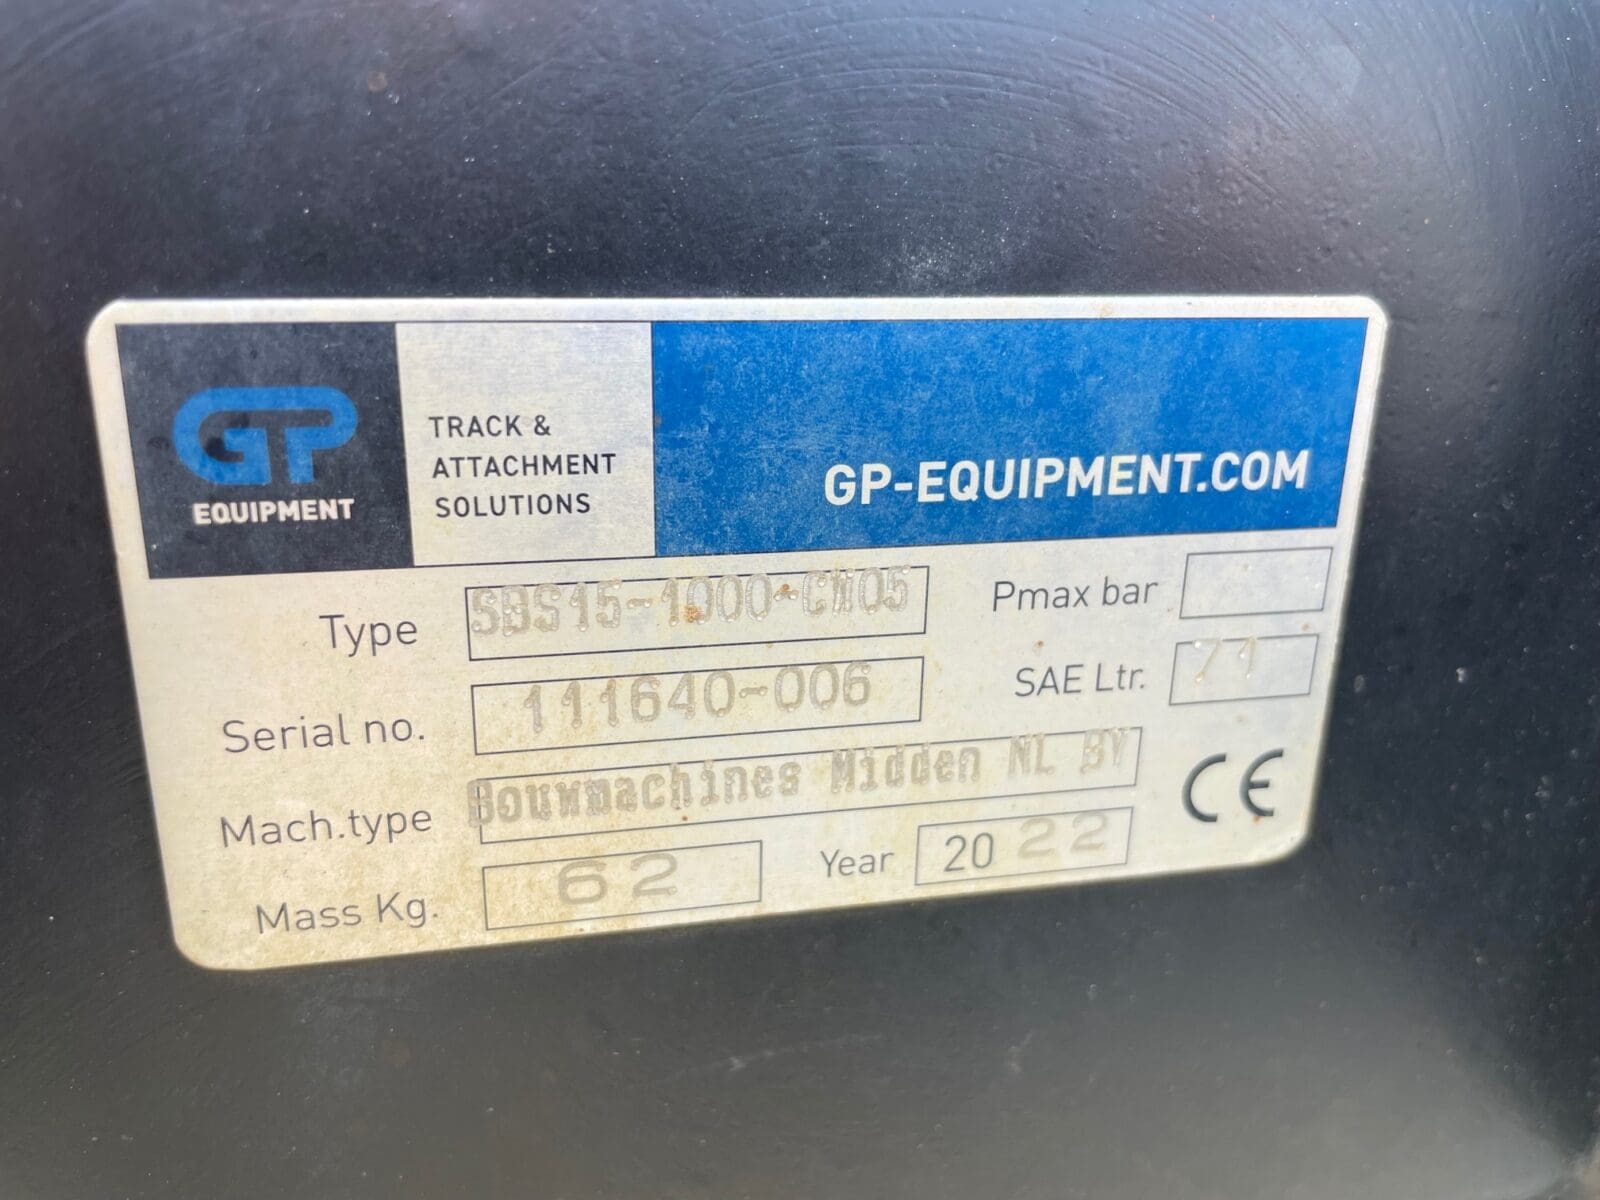 GP
EQUIPMENT
TRACK &
ATTACHMENT
SOLUTIONS
GP-EQUIPMENT.COM
Type SBS15-1000-CW05
Pmax bar
Serial no. 111640-006
SAE Ltr. 71
Mach.type Bouwmachines Midden NL BV
CE
Mass Kg. 62
Year 2022